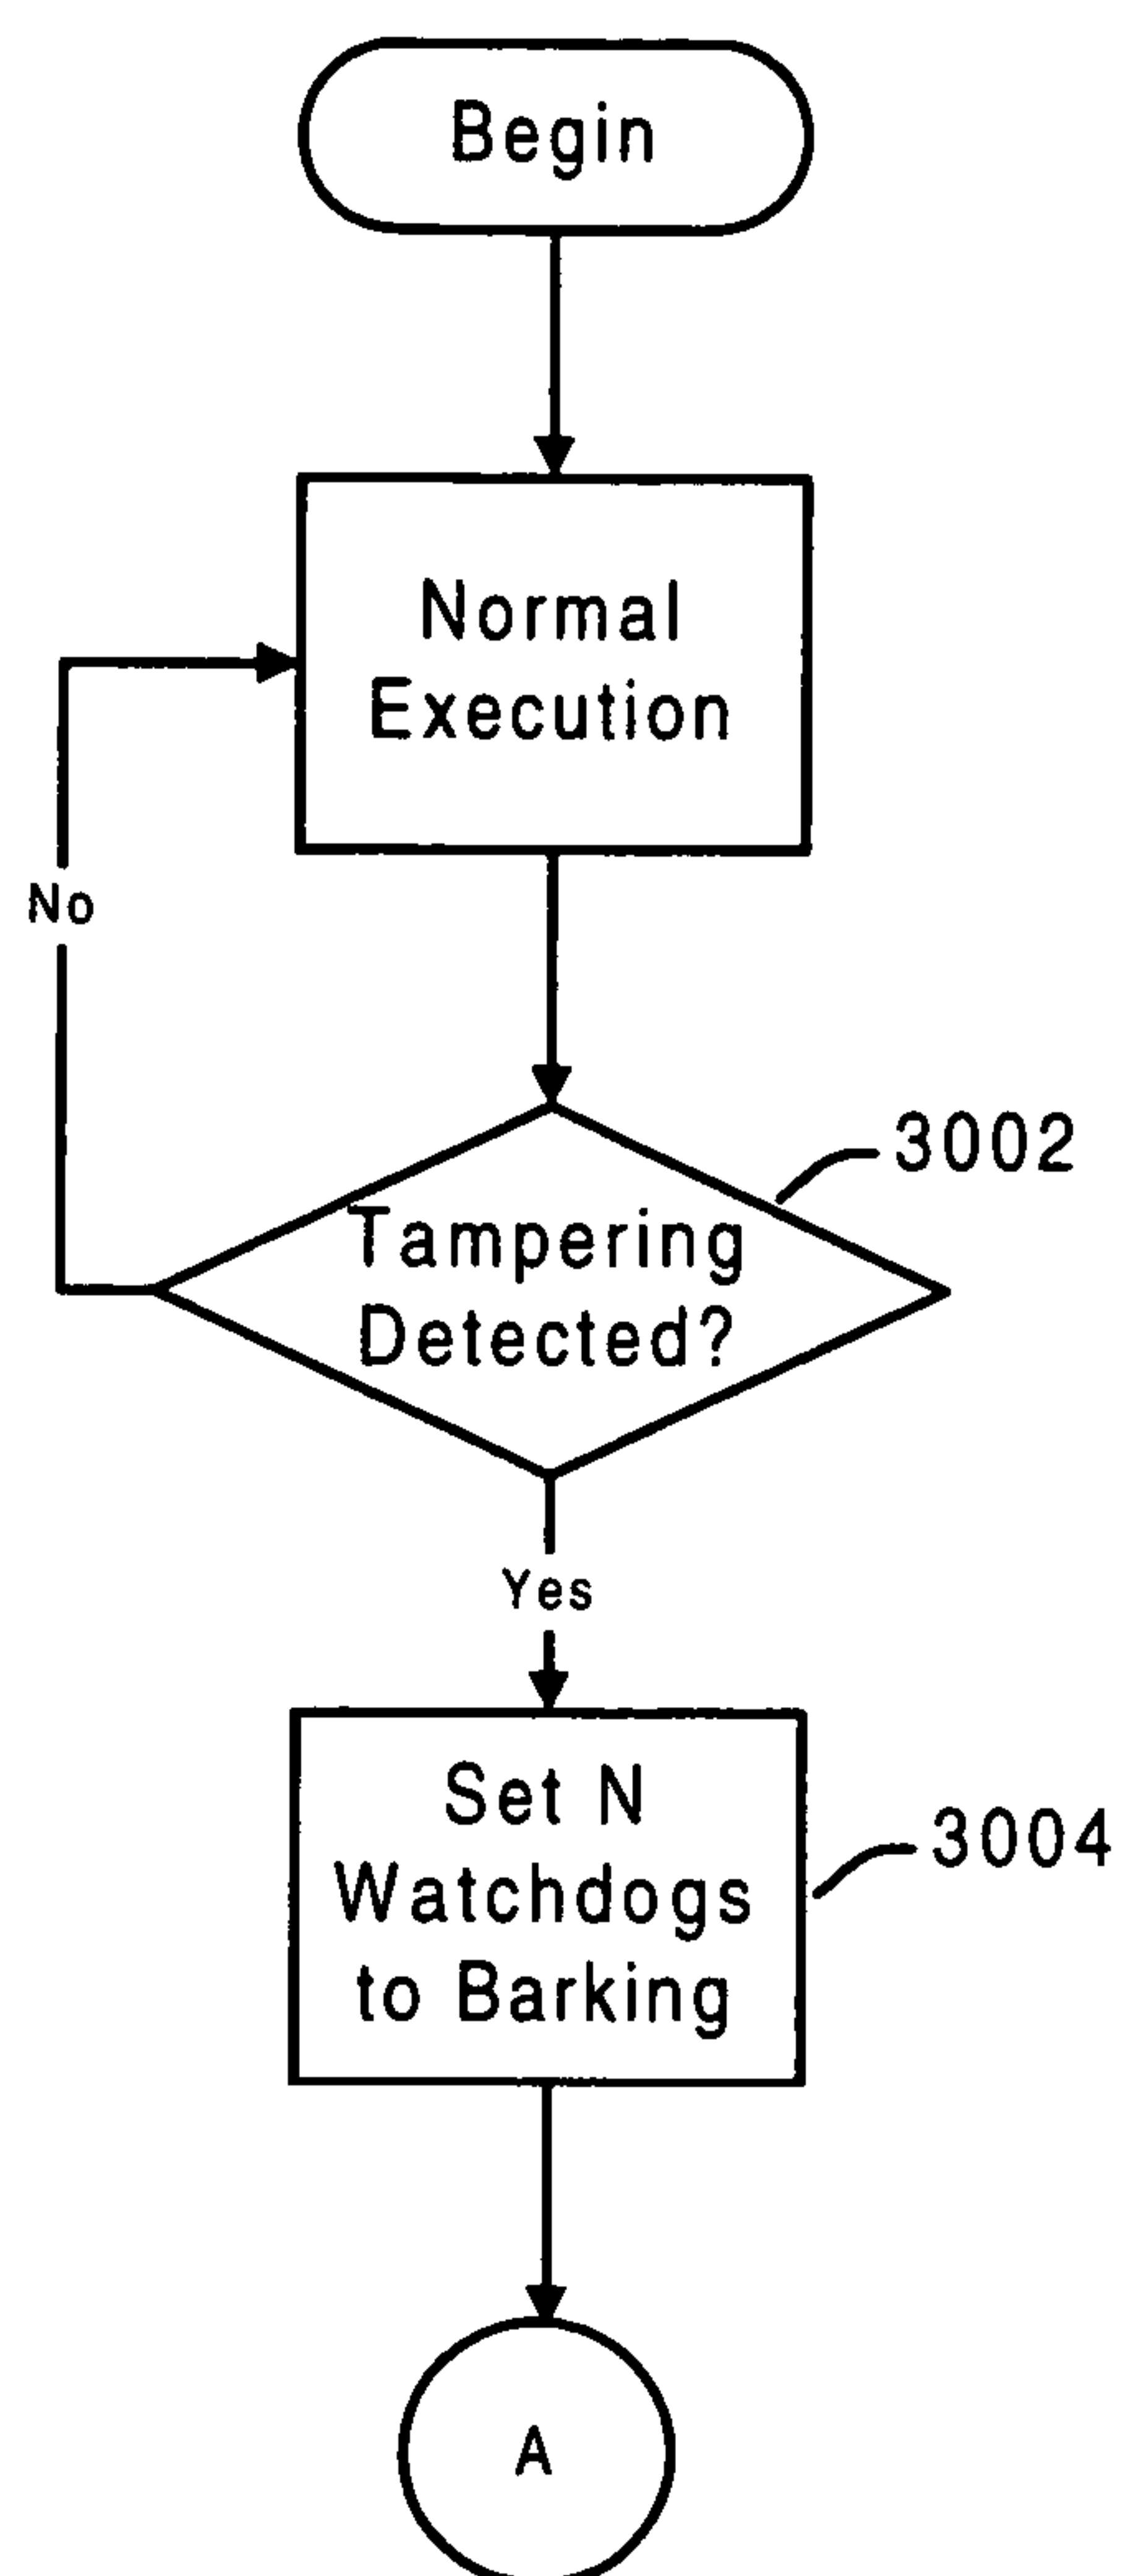 Begin
Normal
Execution
No
3002
Tampering
Detected?
Yes
Set N
Watchdogs
to Barking
3004
A